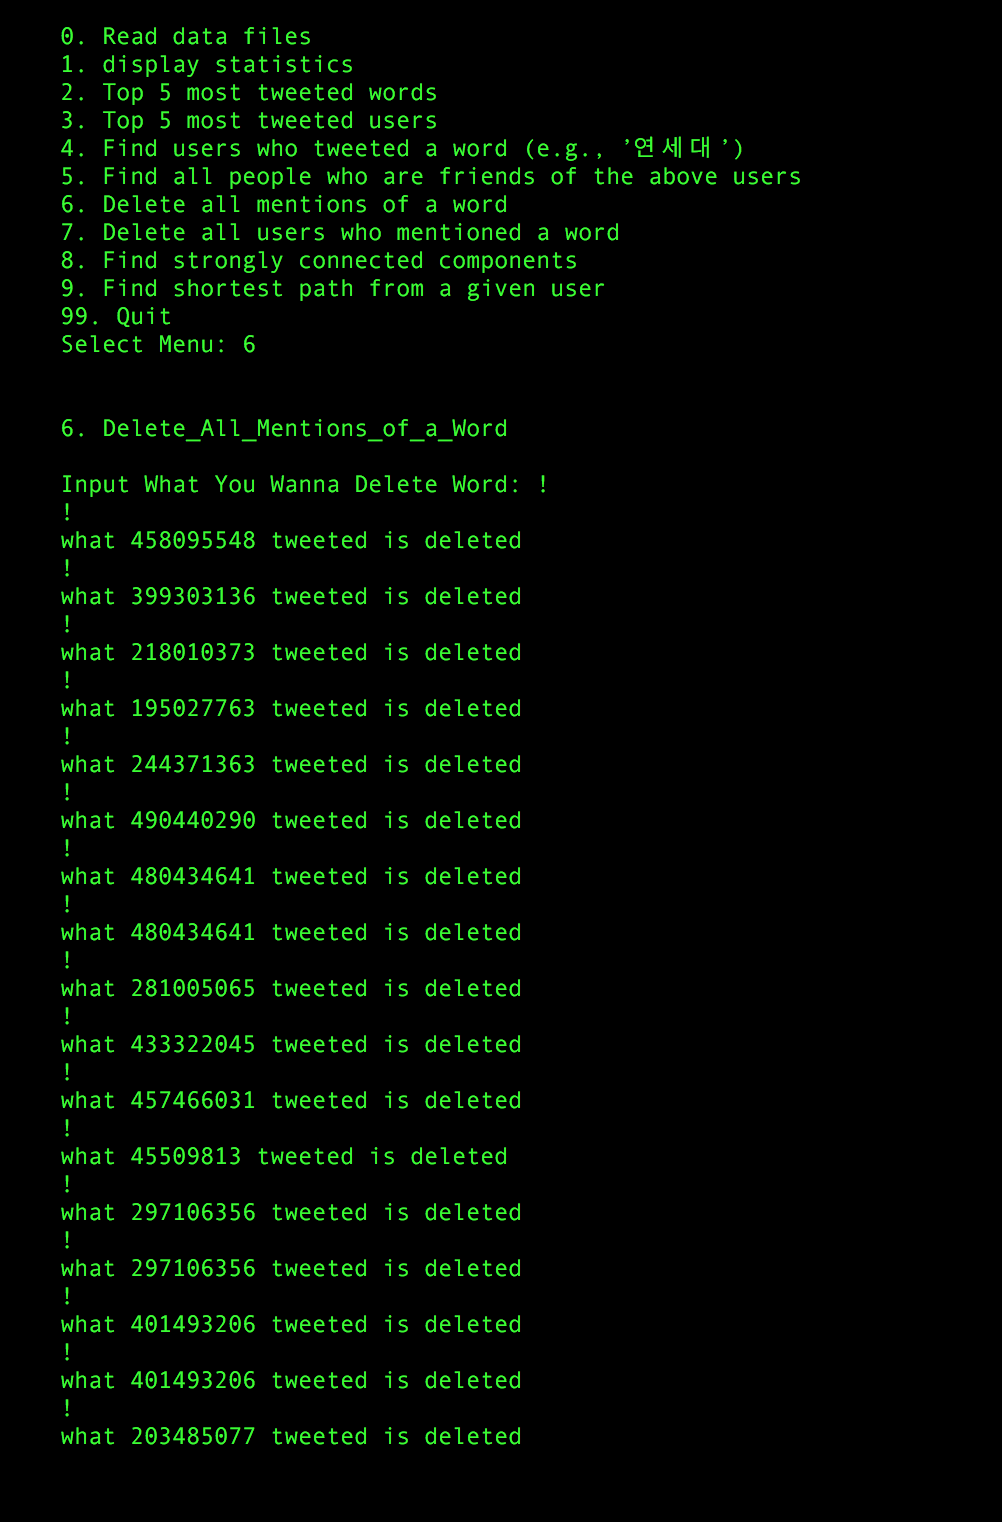 0. Read data files
1. display statistics
2. Top 5 most tweeted words
3. Top 5 most tweeted users
4. Find users who tweeted a word (e.g., ’연세대’)
5. Find all people who are friends of the above users
6. Delete all mentions of a word
7. Delete all users who mentioned a word
8. Find strongly connected components
9. Find shortest path from a given user
99. Quit
Select Menu: 6
6. Delete_All_Mentions_of_a_Word
Input What You Wanna Delete Word: !
!
what 458095548 tweeted is deleted
!
what 399303136 tweeted is deleted
!
what 218010373 tweeted is deleted
!
what 195027763 tweeted is deleted
!
what 244371363 tweeted is deleted
!
what 490440290 tweeted is deleted
!
what 480434641 tweeted is deleted
!
what 480434641 tweeted is deleted
!
what 281005065 tweeted is deleted
!
what 433322045 tweeted is deleted
!
what 457466031 tweeted is deleted
!
what 45509813 tweeted is deleted
!
what 297106356 tweeted is deleted
!
what 297106356 tweeted is deleted
!
what 401493206 tweeted is deleted
!
what 401493206 tweeted is deleted
!
what 203485077 tweeted is deleted